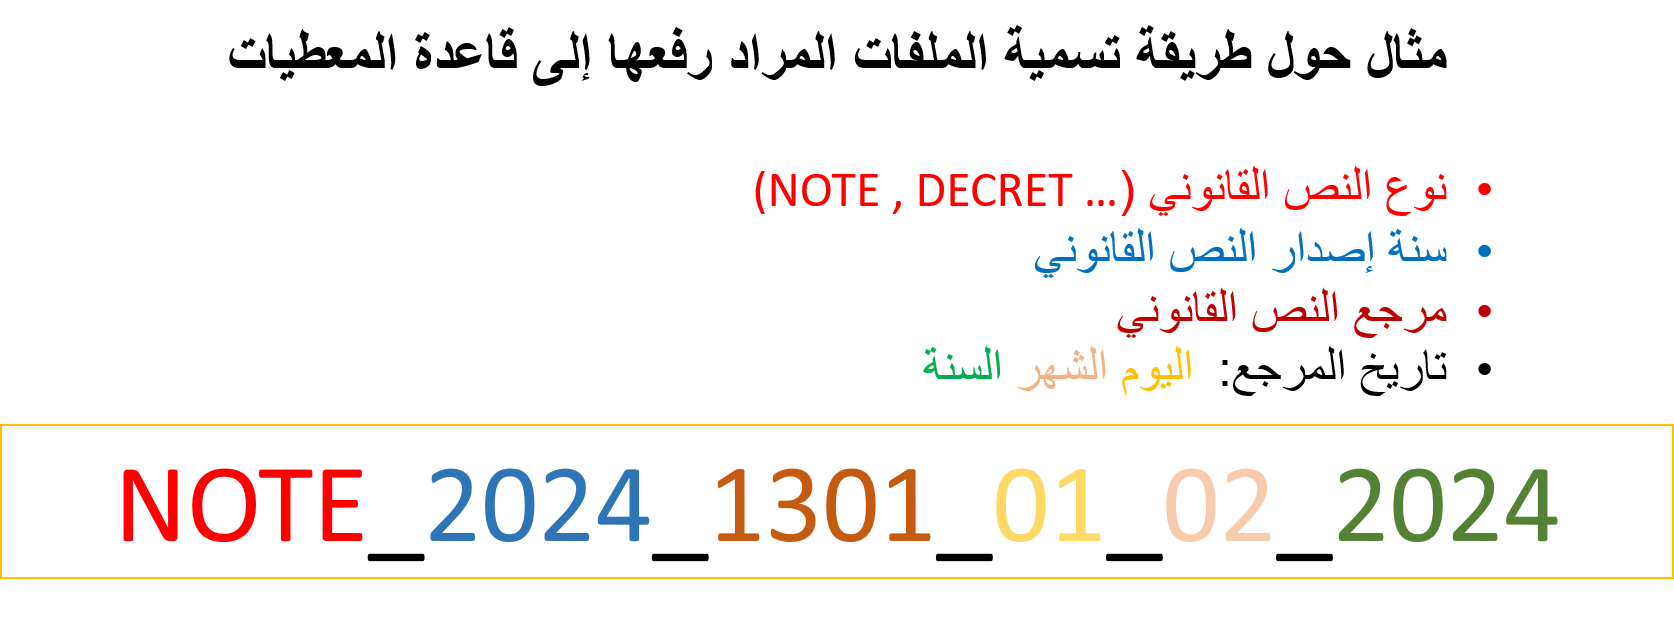 مثال حول طريقة تسمية الملفات المراد رفعها إلى قاعدة المعطيات
• نوع النص القانوني (NOTE , DECRET ...)
• سنة إصدار النص القانوني
• مرجع النص القانوني
• تاريخ المرجع: اليوم الشهر السنة
NOTE_2024_1301_01_02_2024